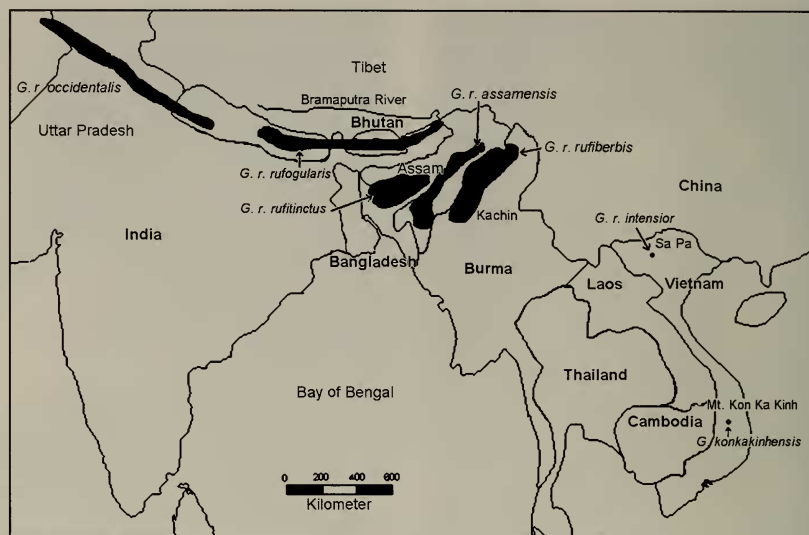 Tibet
G. r. assamensis
G. r. occidentalis
Bramaputra River
Bhutan
Uttar Pradesh
G. r. rufiberbis
Assam
G. r. rufogularis
China
G. r. rufitinctus
Kachin
G. r. intensior
Sa Pa
India
Bangladesh
Burma
Laos
Vietnam
Thailand
Bay of Bengal
Mt. Kon Ka Kinh
Cambodia
G. konkakinhensis
0 200 400 600
Kilometer